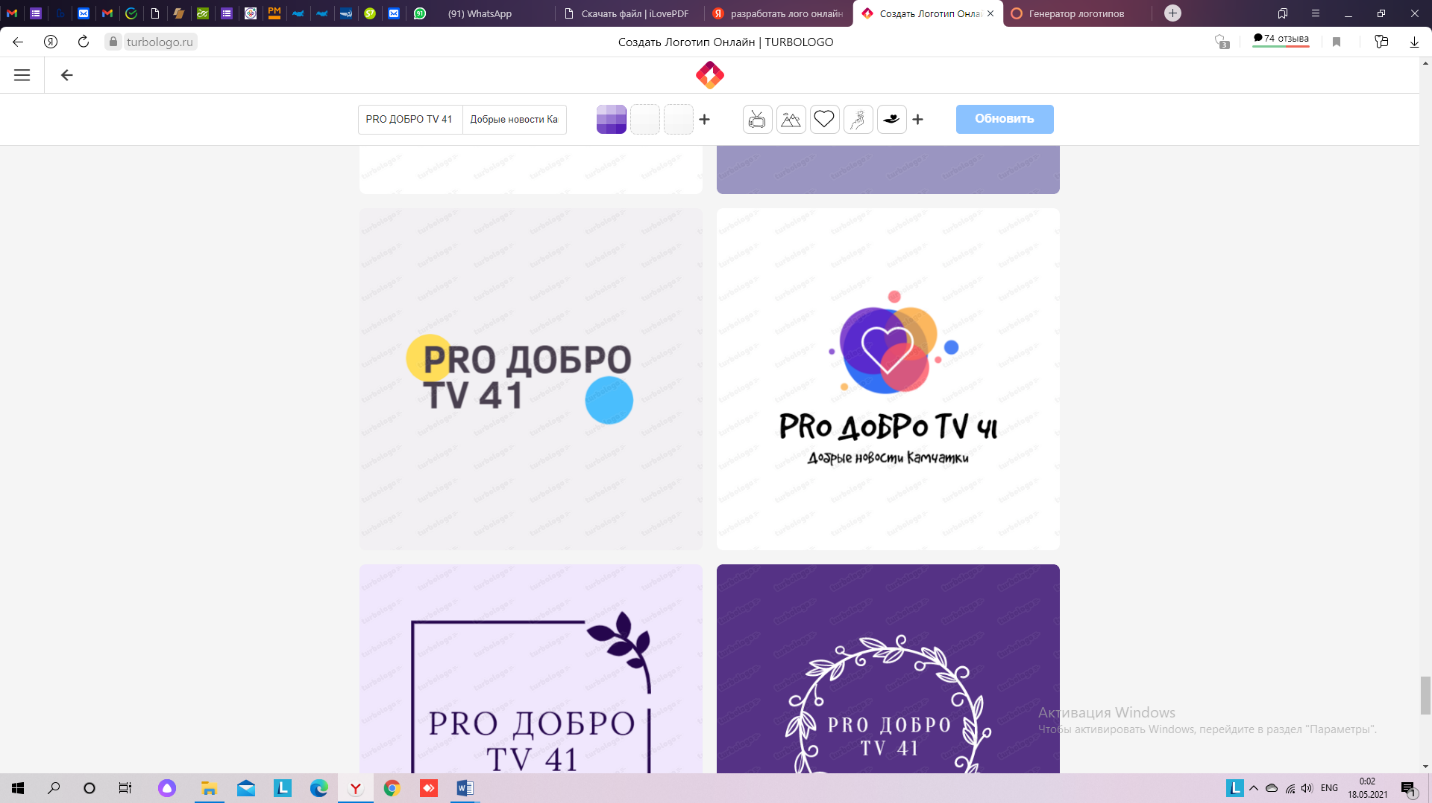 (91) WhatsApp
Скачать файл | iLovePDF
разработать лого онлайн
Создать Логотип Онла
Генератор логотипов
turbologo.ru
Создать Логотип Онлайн | TURBOLOGO
3
74 отзыва
PRO ДОБРО TV 41
Добрые новости Ка
Обновить
PRO ДОБРО
TV 41
PRO ДОБРО TV 41
Добрые новости Камчатки
PRO ДОБРО
TV 41
PRO ДОБРО
TV 41
Активация Windows
Чтобы активировать Windows, перейдите в раздел "Параметры".
ENG
0:02
18.05.2021
1